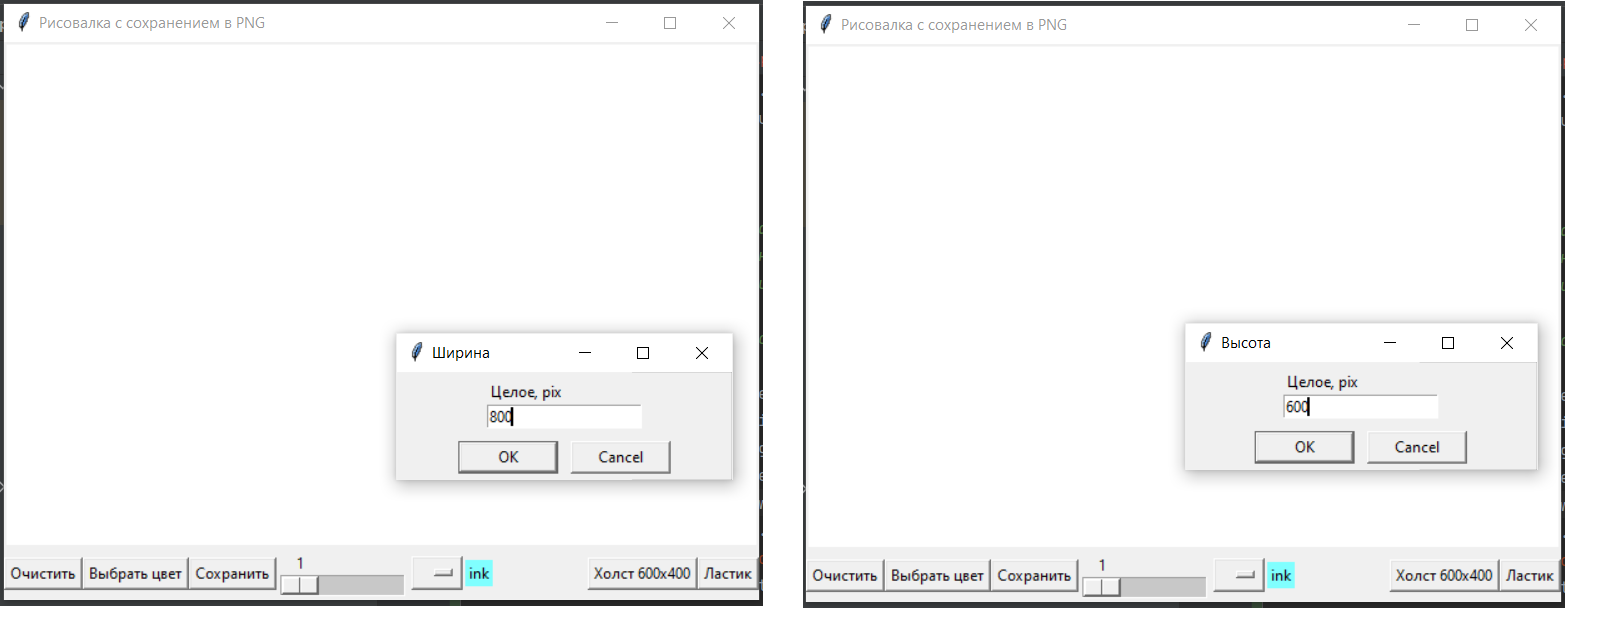 Рисовалка с сохранением в PNG
Ширина
Целое, pix
800
OK Cancel
1
Очистить Выбрать цвет Сохранить ink Холст 600x400 Ластик
Рисовалка с сохранением в PNG
Высота
Целое, pix
600
OK Cancel
1
Очистить Выбрать цвет Сохранить ink Холст 600x400 Ластик